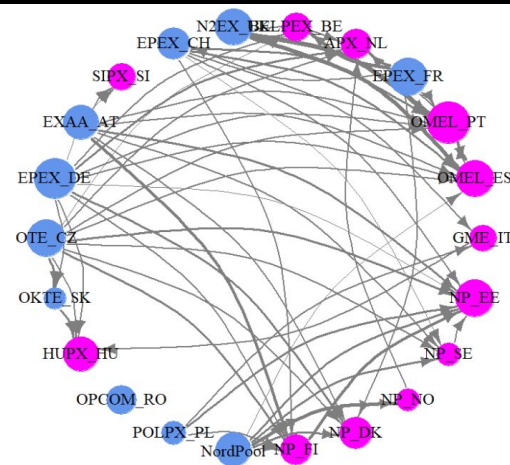 N2EX_UK BELPEX_BE
EPEX_CH APX_NL
SIPX_SI EPEX_FR
EXAA_AT OMEL_PT
EPEX_DE OMEL_ES
OTE_CZ GME_IT
OKTE_SK NP_EE
HUPX_HU NP_SE
OPCOM_RO NP_NO
POLPX_PL NP_DK
NordPool NP_FI